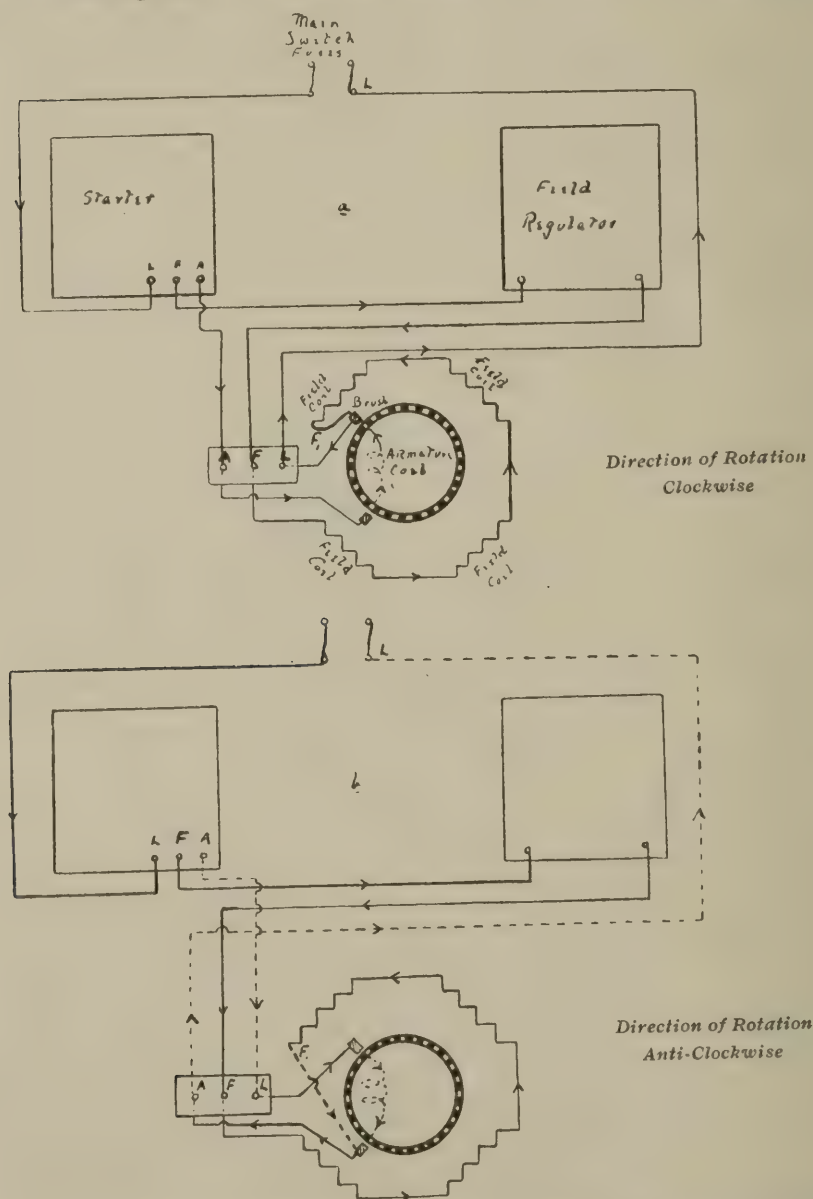 Main
Switch
Fuses
L
Starter
a
Field
Regulator
L F A
Field
Coil
Field
Coil
Brush
F,
A F L
Armature
Coil
Direction of Rotation
Clockwise
Field
Coil
Field
Coil
L
b
L F A
Direction of Rotation
Anti-Clockwise
F,
A F L